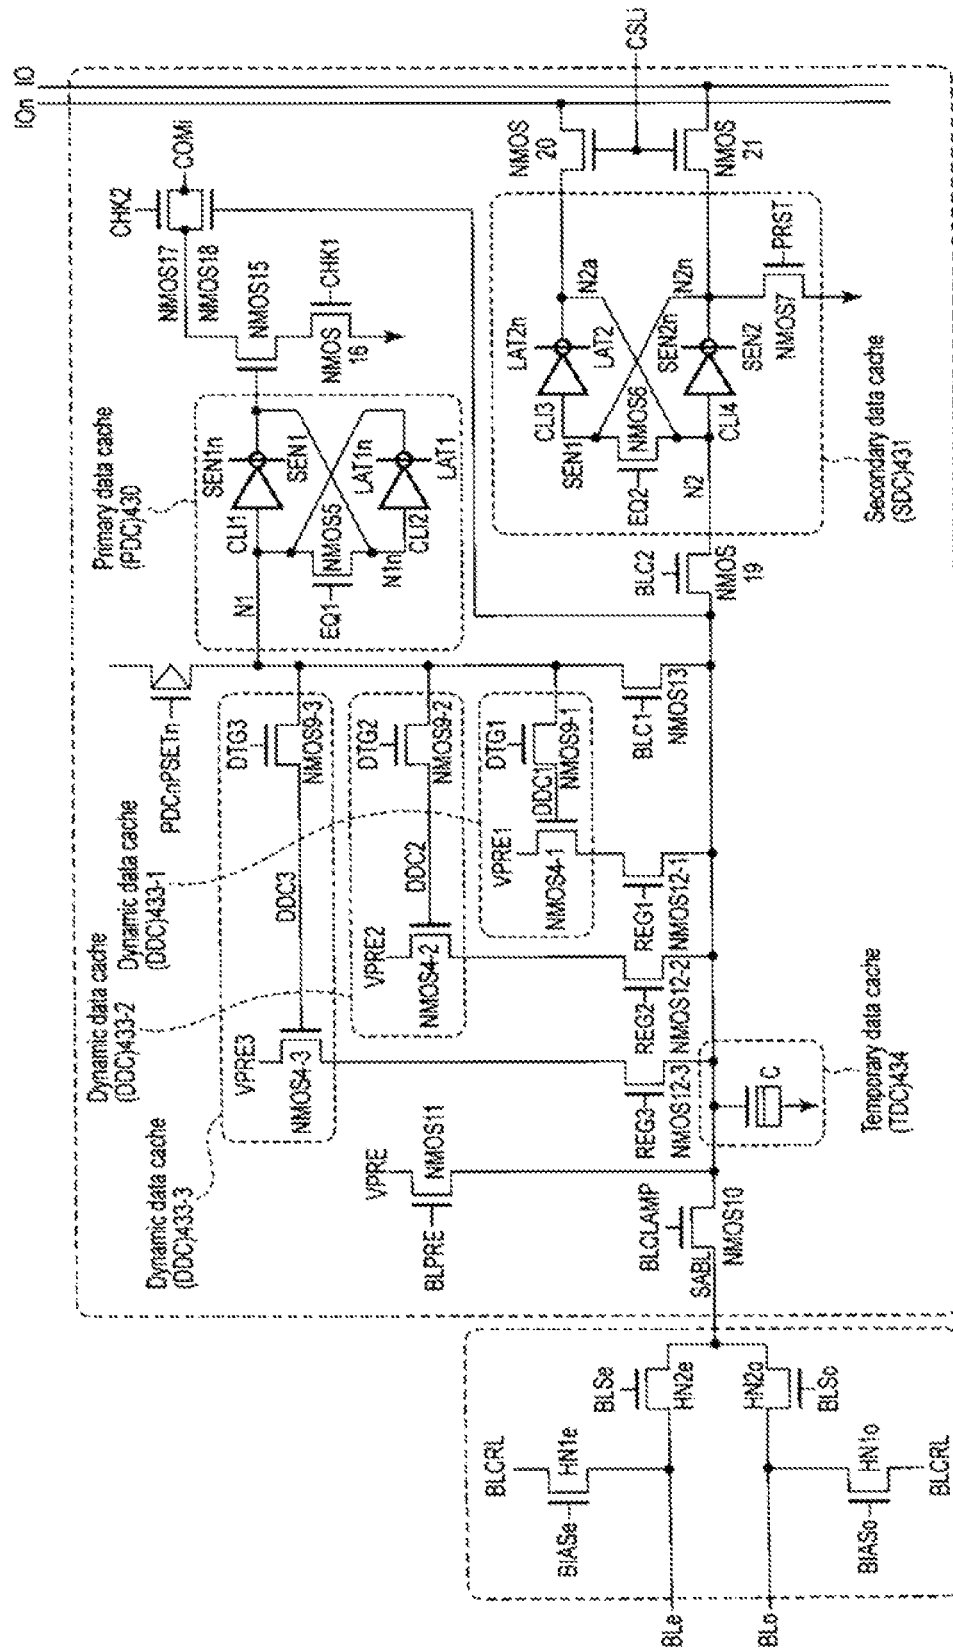 IOn
IO
CSLi
COMi
CHK2
NMOS17
NMOS18
NMOS15
CHK1
NMOS
16
NMOS
20
NMOS
21
Primary data cache
(PDC)430
SEN1n
SEN1
LAT1n
LAT1
CLI1
CLI2
NMOS5
N1
N1n
EQ1
LAT2n
LAT2
N2a
N2n
SEN2n
SEN2
CLI3
CLI4
SEN1
NMOS6
EQ2
N2
PRST
NMOS7
Secondary data cache
(SDC)431
BLC2
NMOS
19
PDCnPSETn
DTG3
NMOS9-3
DTG2
NMOS9-2
DTG1
NMOS9-1
BLC1
NMOS13
Dynamic data cache
(DDC)433-1
DDC3
DDC2
DDC1
VPRE1
NMOS4-1
REG1
NMOS12-1
Dynamic data cache
(DDC)433-2
VPRE2
NMOS4-2
REG2
NMOS12-2
Dynamic data cache
(DDC)433-3
VPRE3
NMOS4-3
REG3
NMOS12-3
C
Temporary data cache
(TDC)434
VPRE
NMOS11
BLPRE
BLCLAMP
SABL
NMOS10
BLSe
HN2e
HN2o
BLSo
BLCRL
HN1e
BIASe
HN1o
BLCRL
BIASo
BLe
BLo